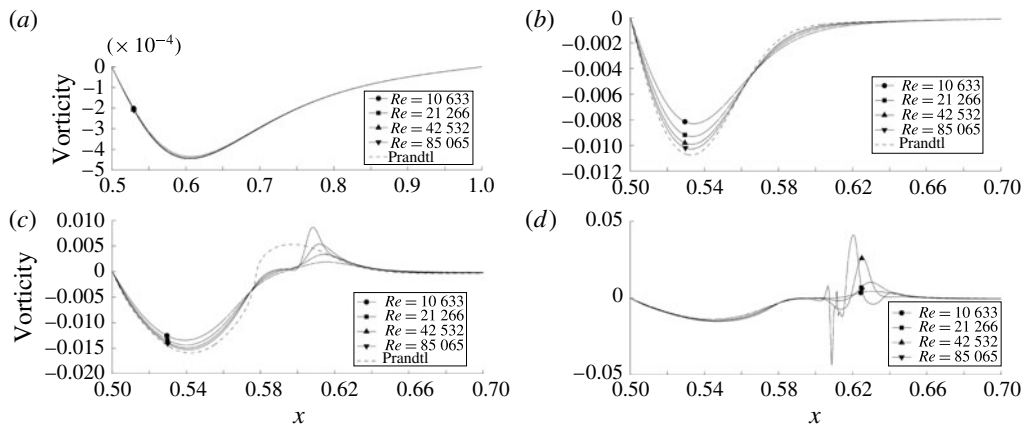 (a)
(× 10−4)
0
−1
−2
−3
−4
−5
Vorticity
0.5 0.6 0.7 0.8 0.9 1.0
Re = 10 633
Re = 21 266
Re = 42 532
Re = 85 065
Prandtl
(b)
0
−0.002
−0.004
−0.006
−0.008
−0.010
−0.012
0.50 0.54 0.58 0.62 0.66 0.70
Re = 10 633
Re = 21 266
Re = 42 532
Re = 85 065
Prandtl
(c)
0.010
0.005
0
−0.005
−0.010
−0.015
−0.020
Vorticity
0.50 0.54 0.58 0.62 0.66 0.70
x
Re = 10 633
Re = 21 266
Re = 42 532
Re = 85 065
Prandtl
(d)
0.05
0
−0.05
0.50 0.54 0.58 0.62 0.66 0.70
x
Re = 10 633
Re = 21 266
Re = 42 532
Re = 85 065